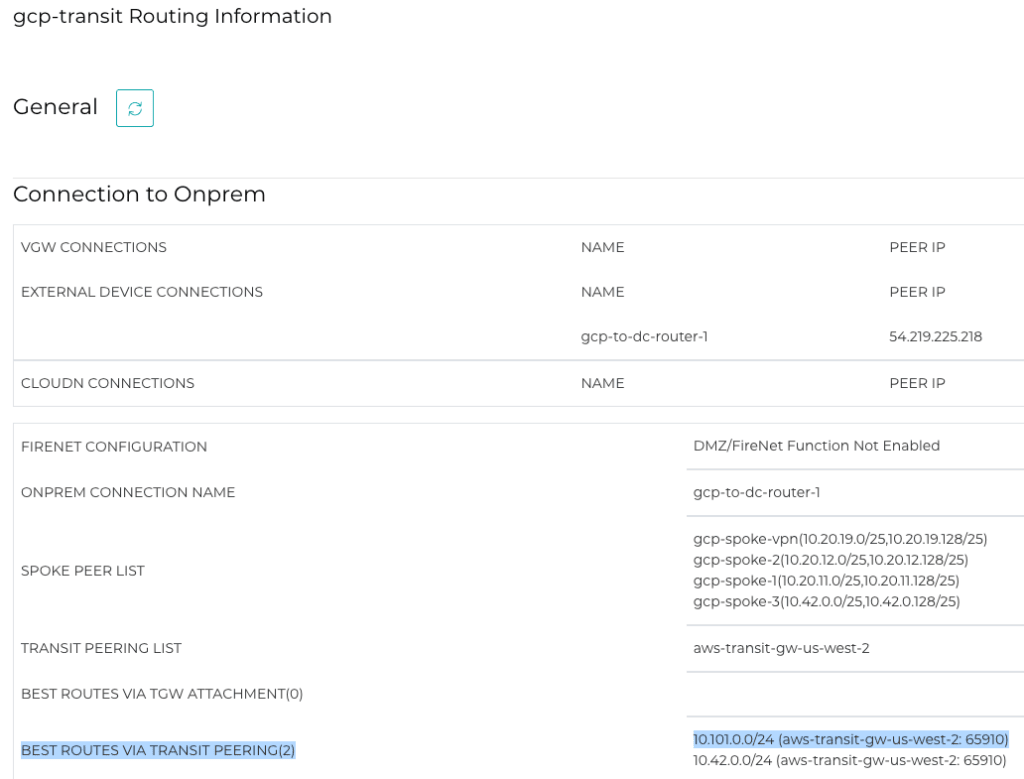 gcp-transit Routing Information
General
Connection to Onprem
VGW CONNECTIONS NAME PEER IP
EXTERNAL DEVICE CONNECTIONS NAME PEER IP
gcp-to-dc-router-1 54.219.225.218
CLOUDN CONNECTIONS NAME PEER IP
FIRENET CONFIGURATION DMZ/FireNet Function Not Enabled
ONPREM CONNECTION NAME gcp-to-dc-router-1
SPOKE PEER LIST
gcp-spoke-vpn(10.20.19.0/25,10.20.19.128/25)
gcp-spoke-2(10.20.12.0/25,10.20.12.128/25)
gcp-spoke-1(10.20.11.0/25,10.20.11.128/25)
gcp-spoke-3(10.42.0.0/25,10.42.0.128/25)
TRANSIT PEERING LIST aws-transit-gw-us-west-2
BEST ROUTES VIA TGW ATTACHMENT(0)
BEST ROUTES VIA TRANSIT PEERING(2)
10.101.0.0/24 (aws-transit-gw-us-west-2: 65910)
10.42.0.0/24 (aws-transit-gw-us-west-2: 65910)